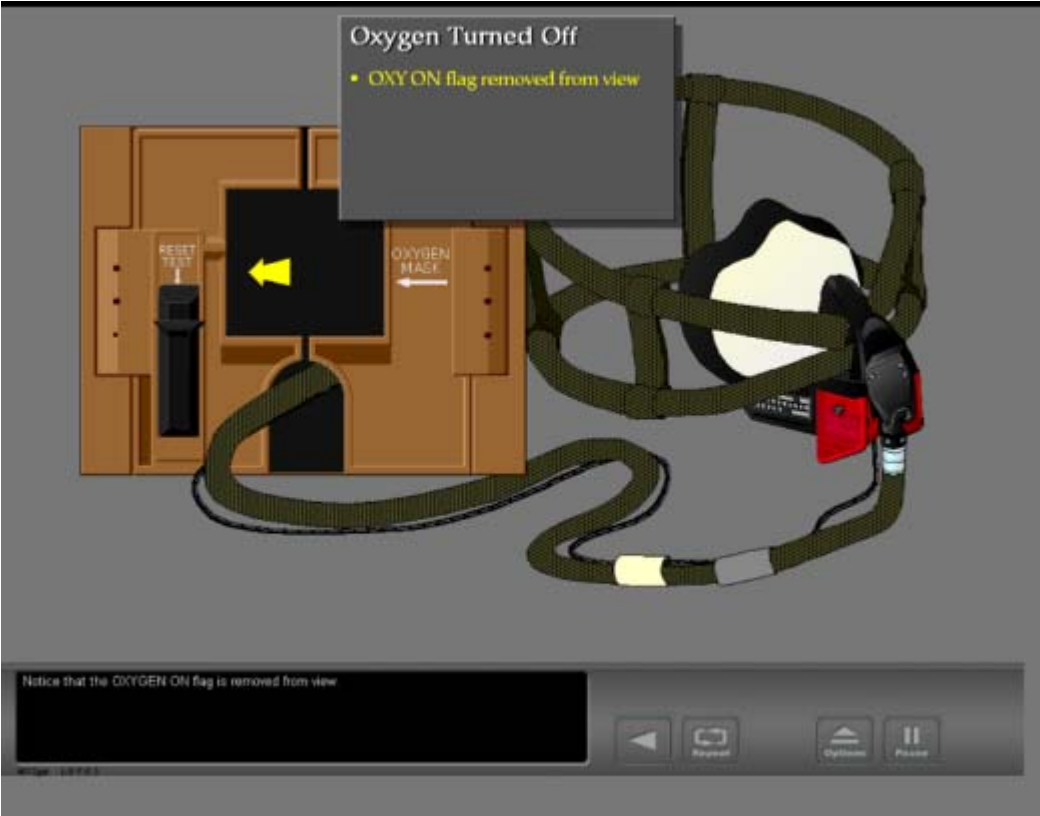 Oxygen Turned Off
• OXY ON flag removed from view
RESET
TEST
OXYGEN
MASK
Notice that the OXYGEN ON flag is removed from view
Repeat
Options
Pause